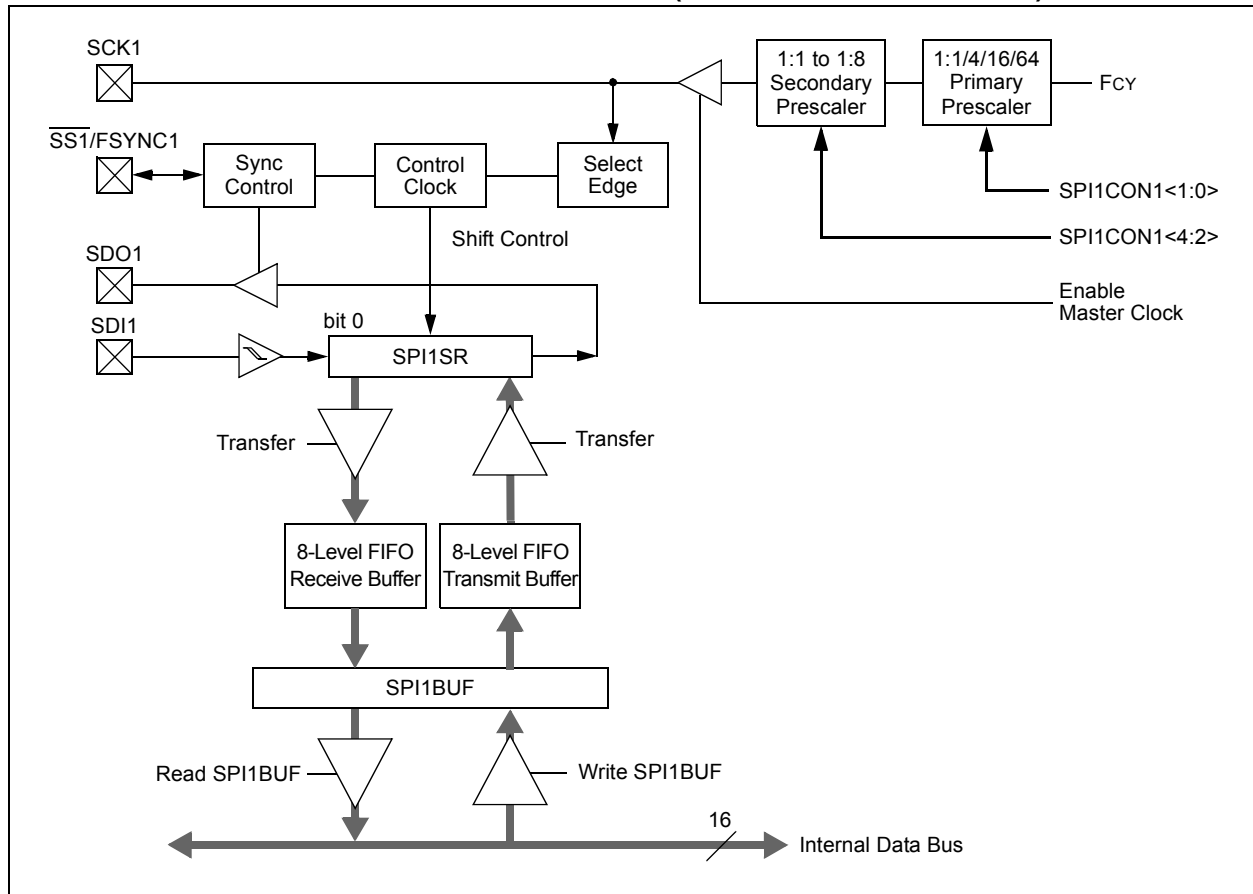 SCK1
1:1 to 1:8
Secondary
Prescaler
1:1/4/16/64
Primary
Prescaler
FCY
SS1/FSYNC1
Sync
Control
Control
Clock
Select
Edge
SPI1CON1<1:0>
Shift Control
SPI1CON1<4:2>
SDO1
Enable
Master Clock
SDI1
bit 0
SPI1SR
Transfer
Transfer
8-Level FIFO
Receive Buffer
8-Level FIFO
Transmit Buffer
SPI1BUF
Read SPI1BUF
Write SPI1BUF
16
Internal Data Bus